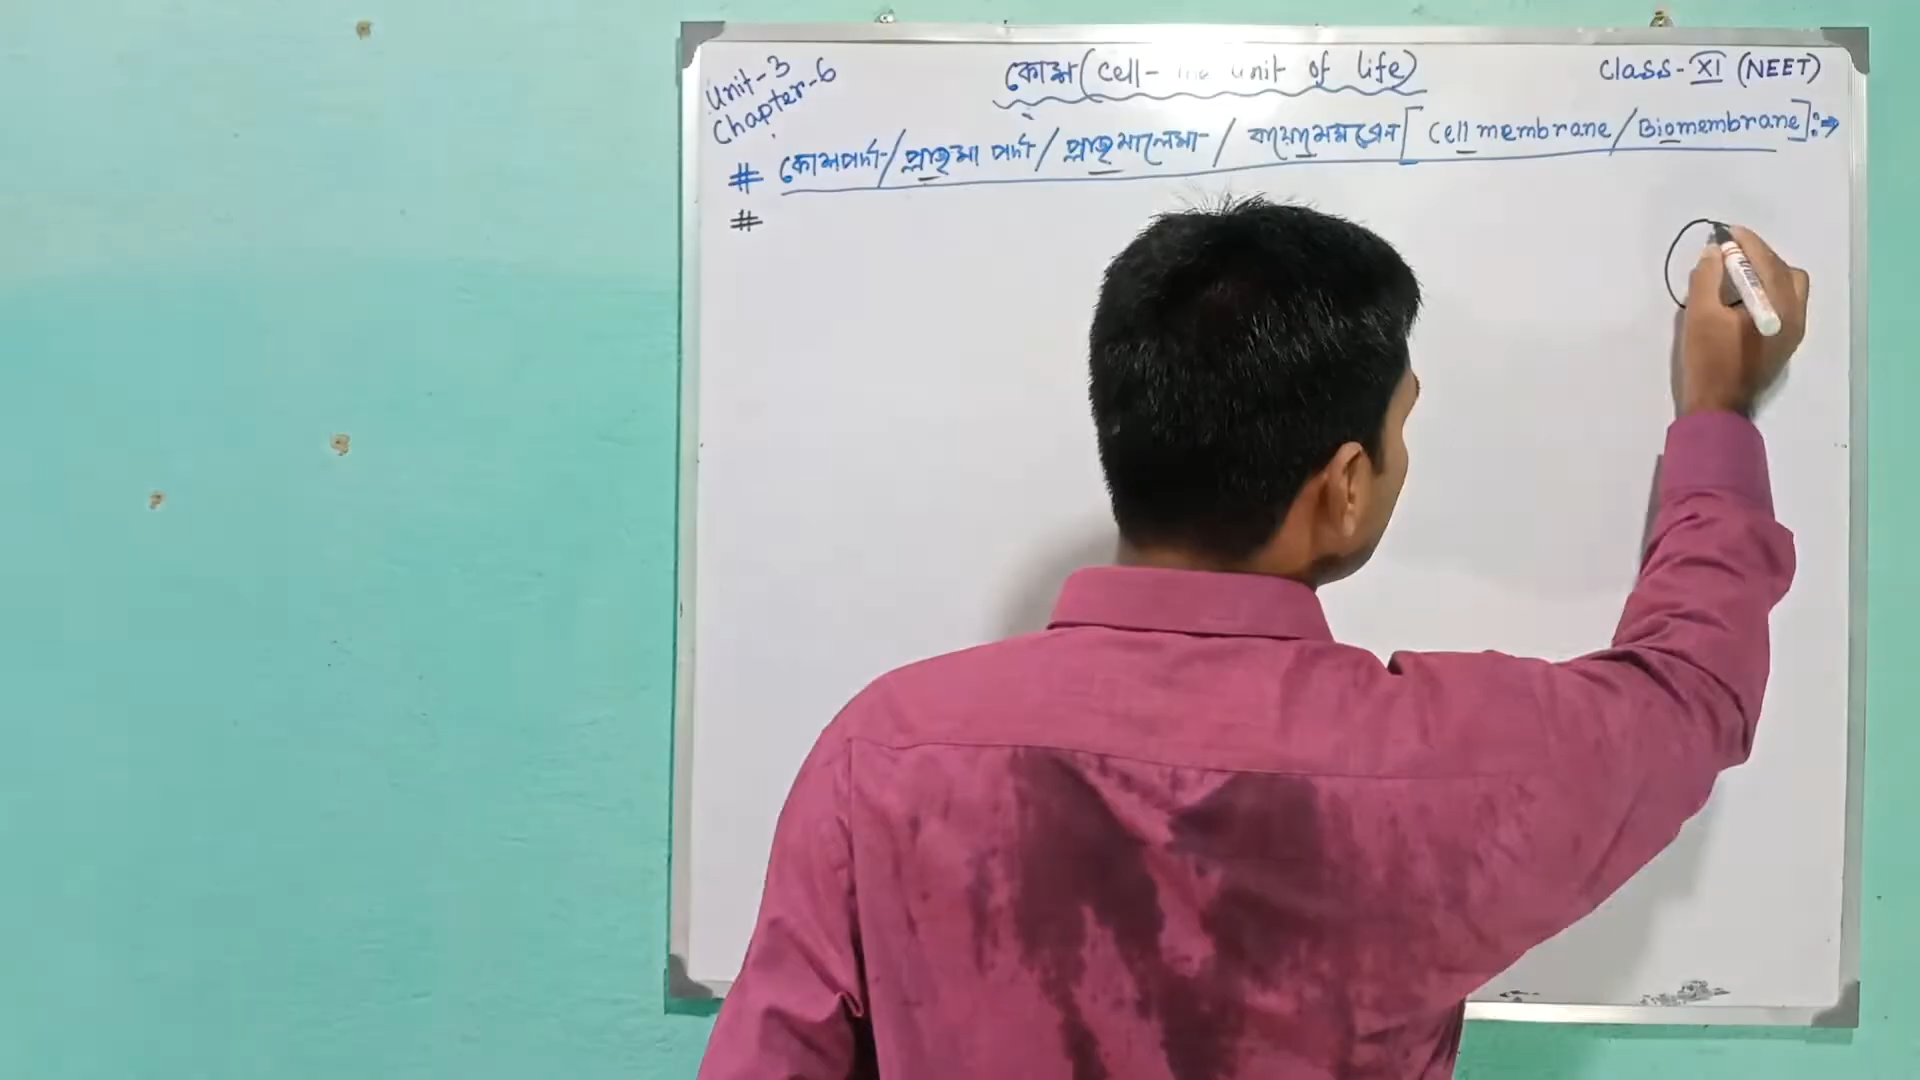 Unit-3
Chapter-6
কোষ (Cell- the unit of life)
Class-XI (NEET)
# কোশপর্দা/প্লাজমা পর্দা/প্লাজমালেমা/বায়োমেমব্রেন [Cell membrane/Biomembrane]:⇒
#